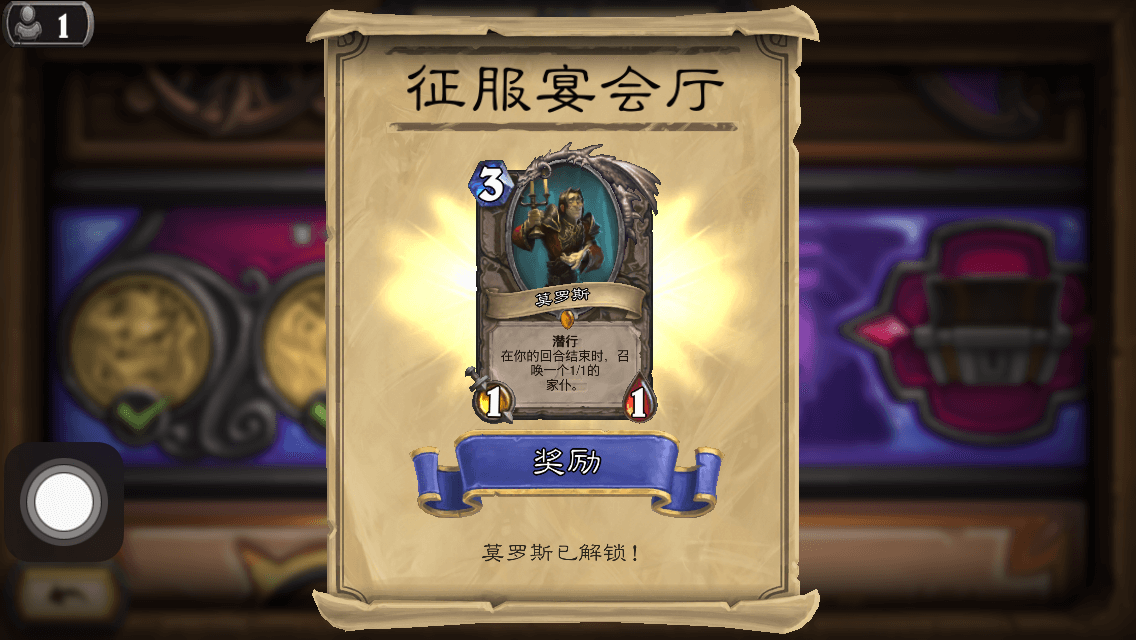 1
征服宴会厅
3
莫罗斯
潜行
在你的回合结束时，召
唤一个1/1的
家仆。
1
1
奖励
莫罗斯已解锁！